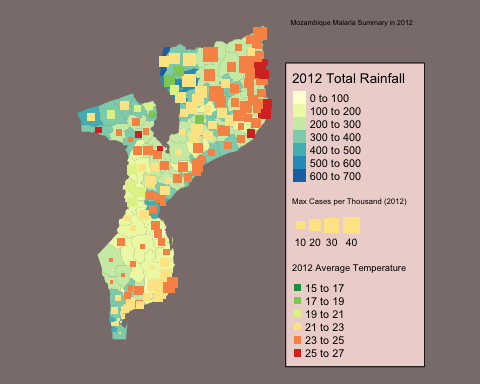 Mozambique Malaria Summary in 2012
2012 Total Rainfall
0 to 100
100 to 200
200 to 300
300 to 400
400 to 500
500 to 600
600 to 700
Max Cases per Thousand (2012)
10 20 30 40
2012 Average Temperature
15 to 17
17 to 19
19 to 21
21 to 23
23 to 25
25 to 27